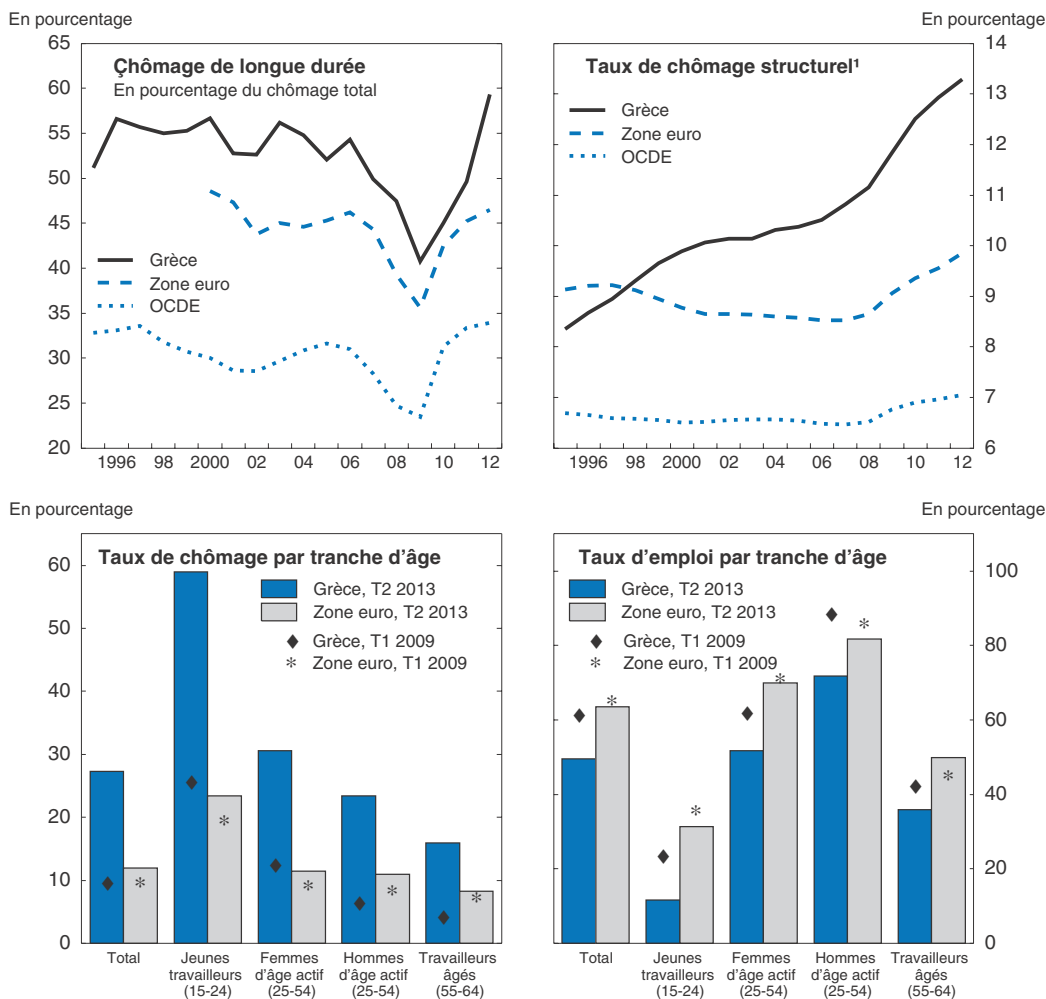 En pourcentage
65
60
55
50
45
40
35
30
25
20
Çhômage de longue durée
En pourcentage du chômage total
Grèce
Zone euro
OCDE
1996 98 2000 02 04 06 08 10 12
En pourcentage
14
13
12
11
10
9
8
7
6
Taux de chômage structurel¹
Grèce
Zone euro
OCDE
1996 98 2000 02 04 06 08 10 12
En pourcentage
60
50
40
30
20
10
0
Taux de chômage par tranche d'âge
Grèce, T2 2013
Zone euro, T2 2013
Grèce, T1 2009
Zone euro, T1 2009
Total
Jeunes
travailleurs
(15-24)
Femmes
d'âge actif
(25-54)
Hommes
d'âge actif
(25-54)
Travailleurs
âgés
(55-64)
En pourcentage
100
80
60
40
20
0
Taux d'emploi par tranche d'âge
Grèce, T2 2013
Zone euro, T2 2013
Grèce, T1 2009
Zone euro, T1 2009
Total
Jeunes
travailleurs
(15-24)
Femmes
d'âge actif
(25-54)
Hommes
d'âge actif
(25-54)
Travailleurs
âgés
(55-64)